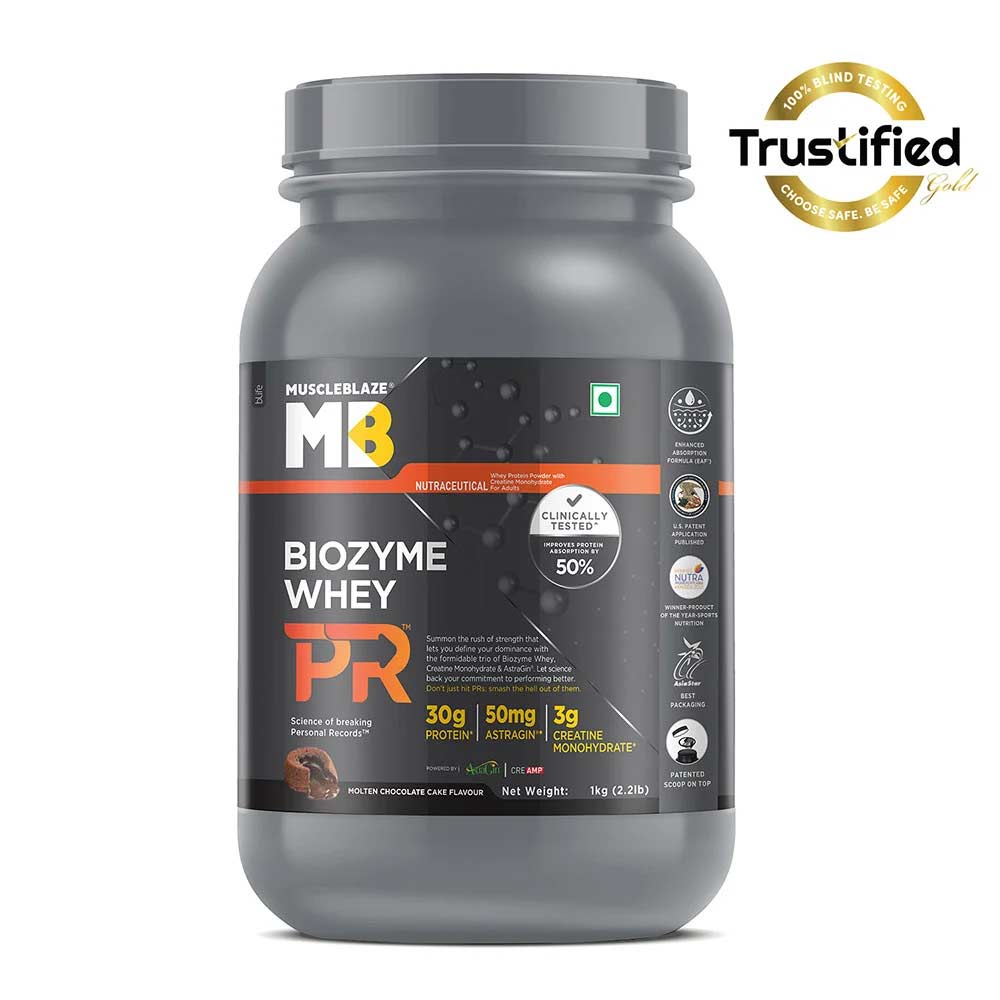 100% BLIND TESTING
Trustified
Gold
CHOOSE SAFE. BE SAFE
bLife
MUSCLEBLAZE®
MB
NUTRACEUTICAL
Whey Protein Powder with
Creatine Monohydrate
For Adults
CLINICALLY
TESTED^
IMPROVES PROTEIN
ABSORPTION BY
50%
BIOZYME
WHEY
PR™
Science of breaking
Personal Records™
Summon the rush of strength that
lets you define your dominance with
the formidable trio of Biozyme Whey,
Creatine Monohydrate & AstraGin®. Let science
back your commitment to performing better.
Don't just hit PRs; smash the hell out of them.
30g
PROTEIN*
50mg
ASTRAGIN®*
3g
CREATINE
MONOHYDRATE*
POWERED BY | AstraGin | CREAMP
MOLTEN CHOCOLATE CAKE FLAVOUR
Net Weight: 1kg (2.2lb)
ENHANCED
ABSORPTION
FORMULA (EAF™)
U.S. PATENT
APPLICATION
PUBLISHED
NUTRA
WINNER-PRODUCT
OF THE YEAR-SPORTS
NUTRITION
AsiaStar
BEST
PACKAGING
PATENTED
SCOOP ON TOP